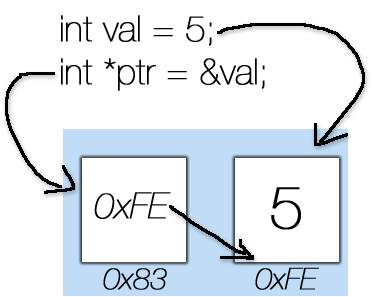 int val = 5;
int *ptr = &val;
0xFE 5
0x83 0xFE